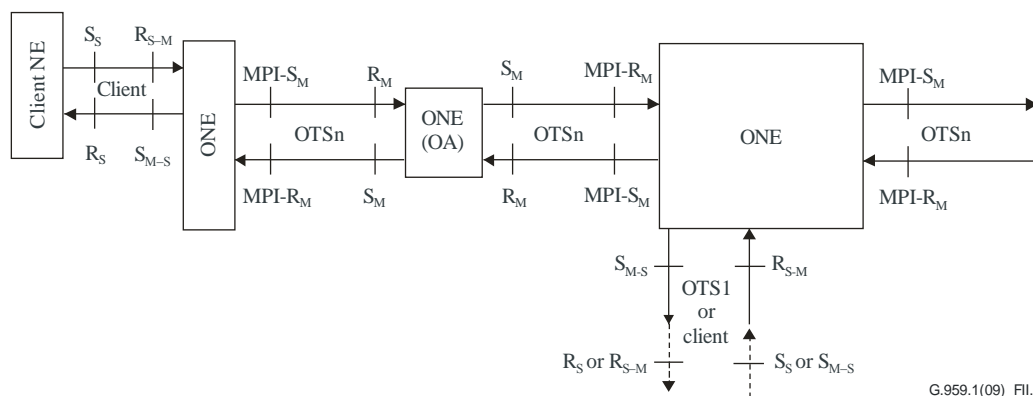 S_S
R_S–M
Client NE
Client
R_S
S_M–S
ONE
MPI-S_M
R_M
OTSn
MPI-R_M
S_M
ONE
(OA)
S_M
MPI-R_M
OTSn
R_M
MPI-S_M
ONE
MPI-S_M
OTSn
MPI-R_M
S_M-S
R_S-M
OTS1
or
client
R_S or R_S–M
S_S or S_M–S
G.959.1(09)_FII.